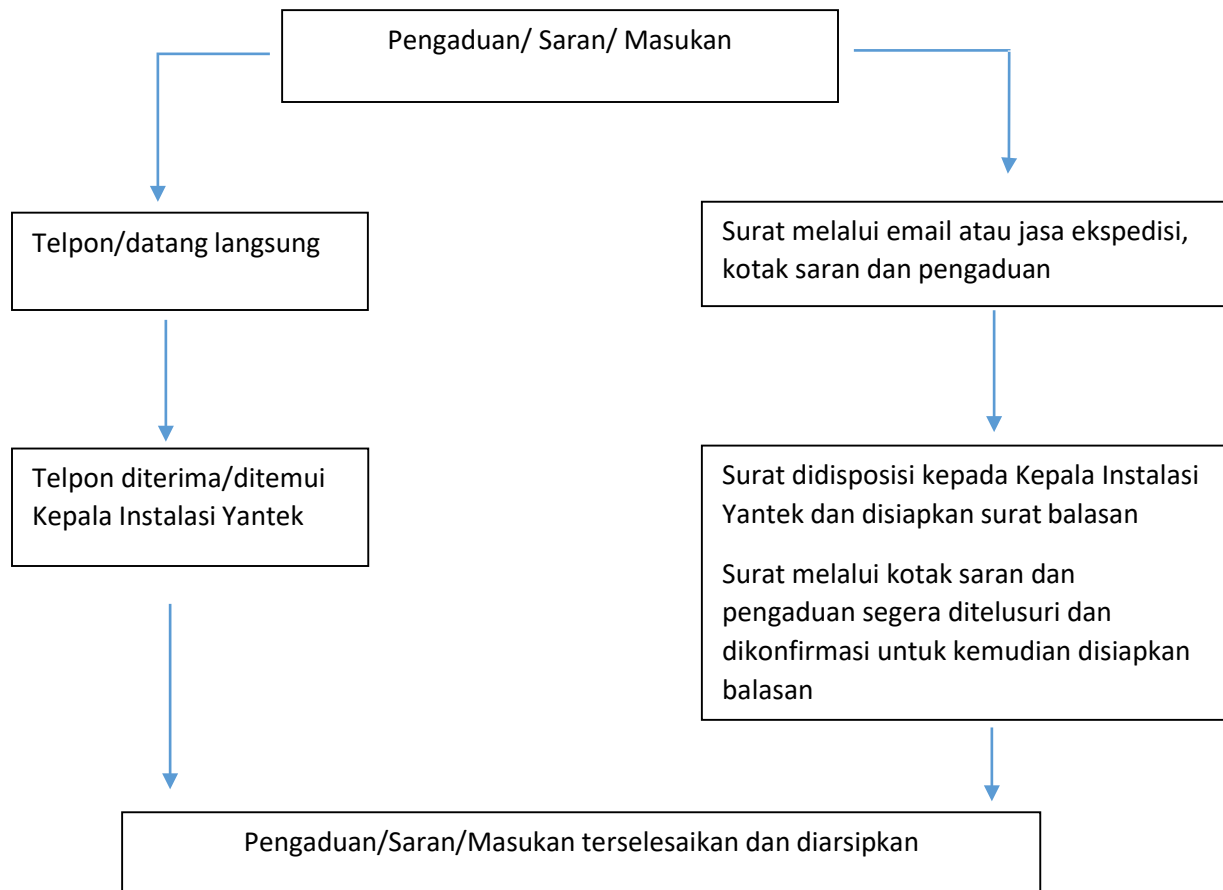 Pengaduan/ Saran/ Masukan
Telpon/datang langsung
Surat melalui email atau jasa ekspedisi,
kotak saran dan pengaduan
Telpon diterima/ditemui
Kepala Instalasi Yantek
Surat didisposisi kepada Kepala Instalasi
Yantek dan disiapkan surat balasan
Surat melalui kotak saran dan
pengaduan segera ditelusuri dan
dikonfirmasi untuk kemudian disiapkan
balasan
Pengaduan/Saran/Masukan terselesaikan dan diarsipkan